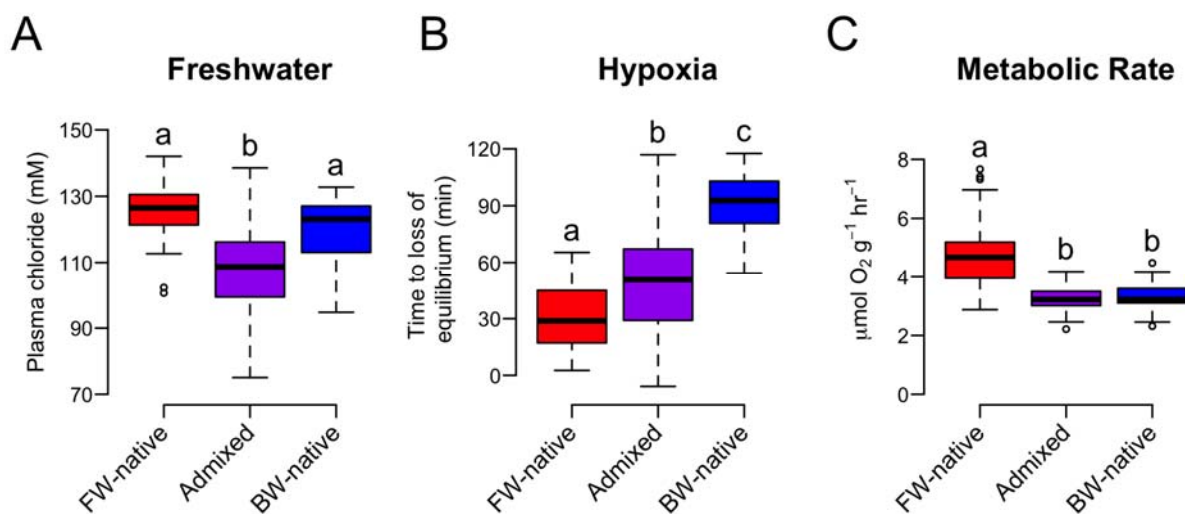 A
Freshwater
Plasma chloride (mM)
150
130
110
90
70
a
b
a
FW-native
Admixed
BW-native
B
Hypoxia
Time to loss of
equilibrium (min)
120
90
60
30
0
a
b
c
FW-native
Admixed
BW-native
C
Metabolic Rate
μmol O₂ g⁻¹ hr⁻¹
8
6
4
2
0
a
b
b
FW-native
Admixed
BW-native